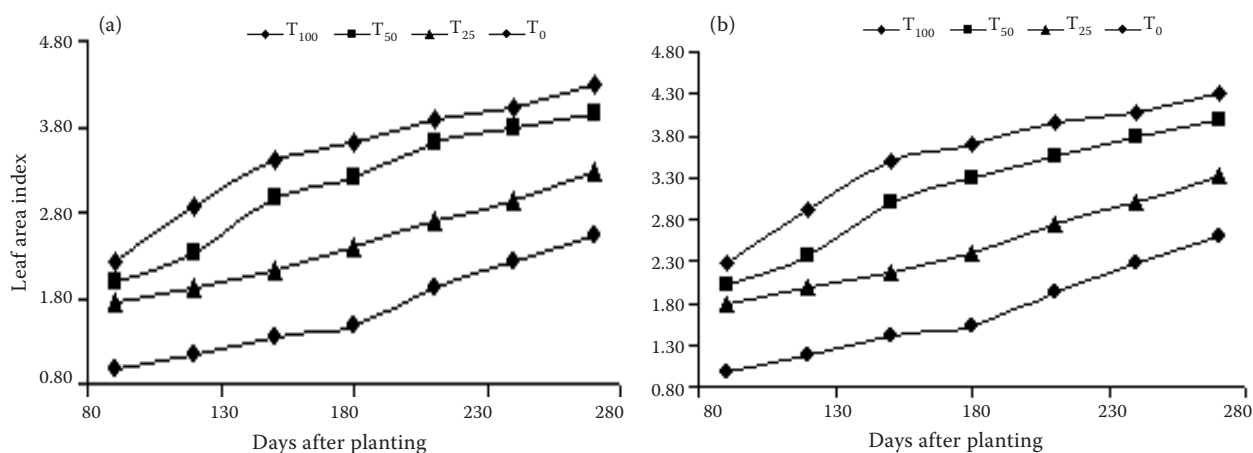 (a)
T100 T50 T25 T0
4.80
3.80
2.80
1.80
0.80
Leaf area index
80 130 180 230 280
Days after planting
(b)
T100 T50 T25 T0
4.80
4.30
3.80
3.30
2.80
2.30
1.80
1.30
0.80
80 130 180 230 280
Days after planting